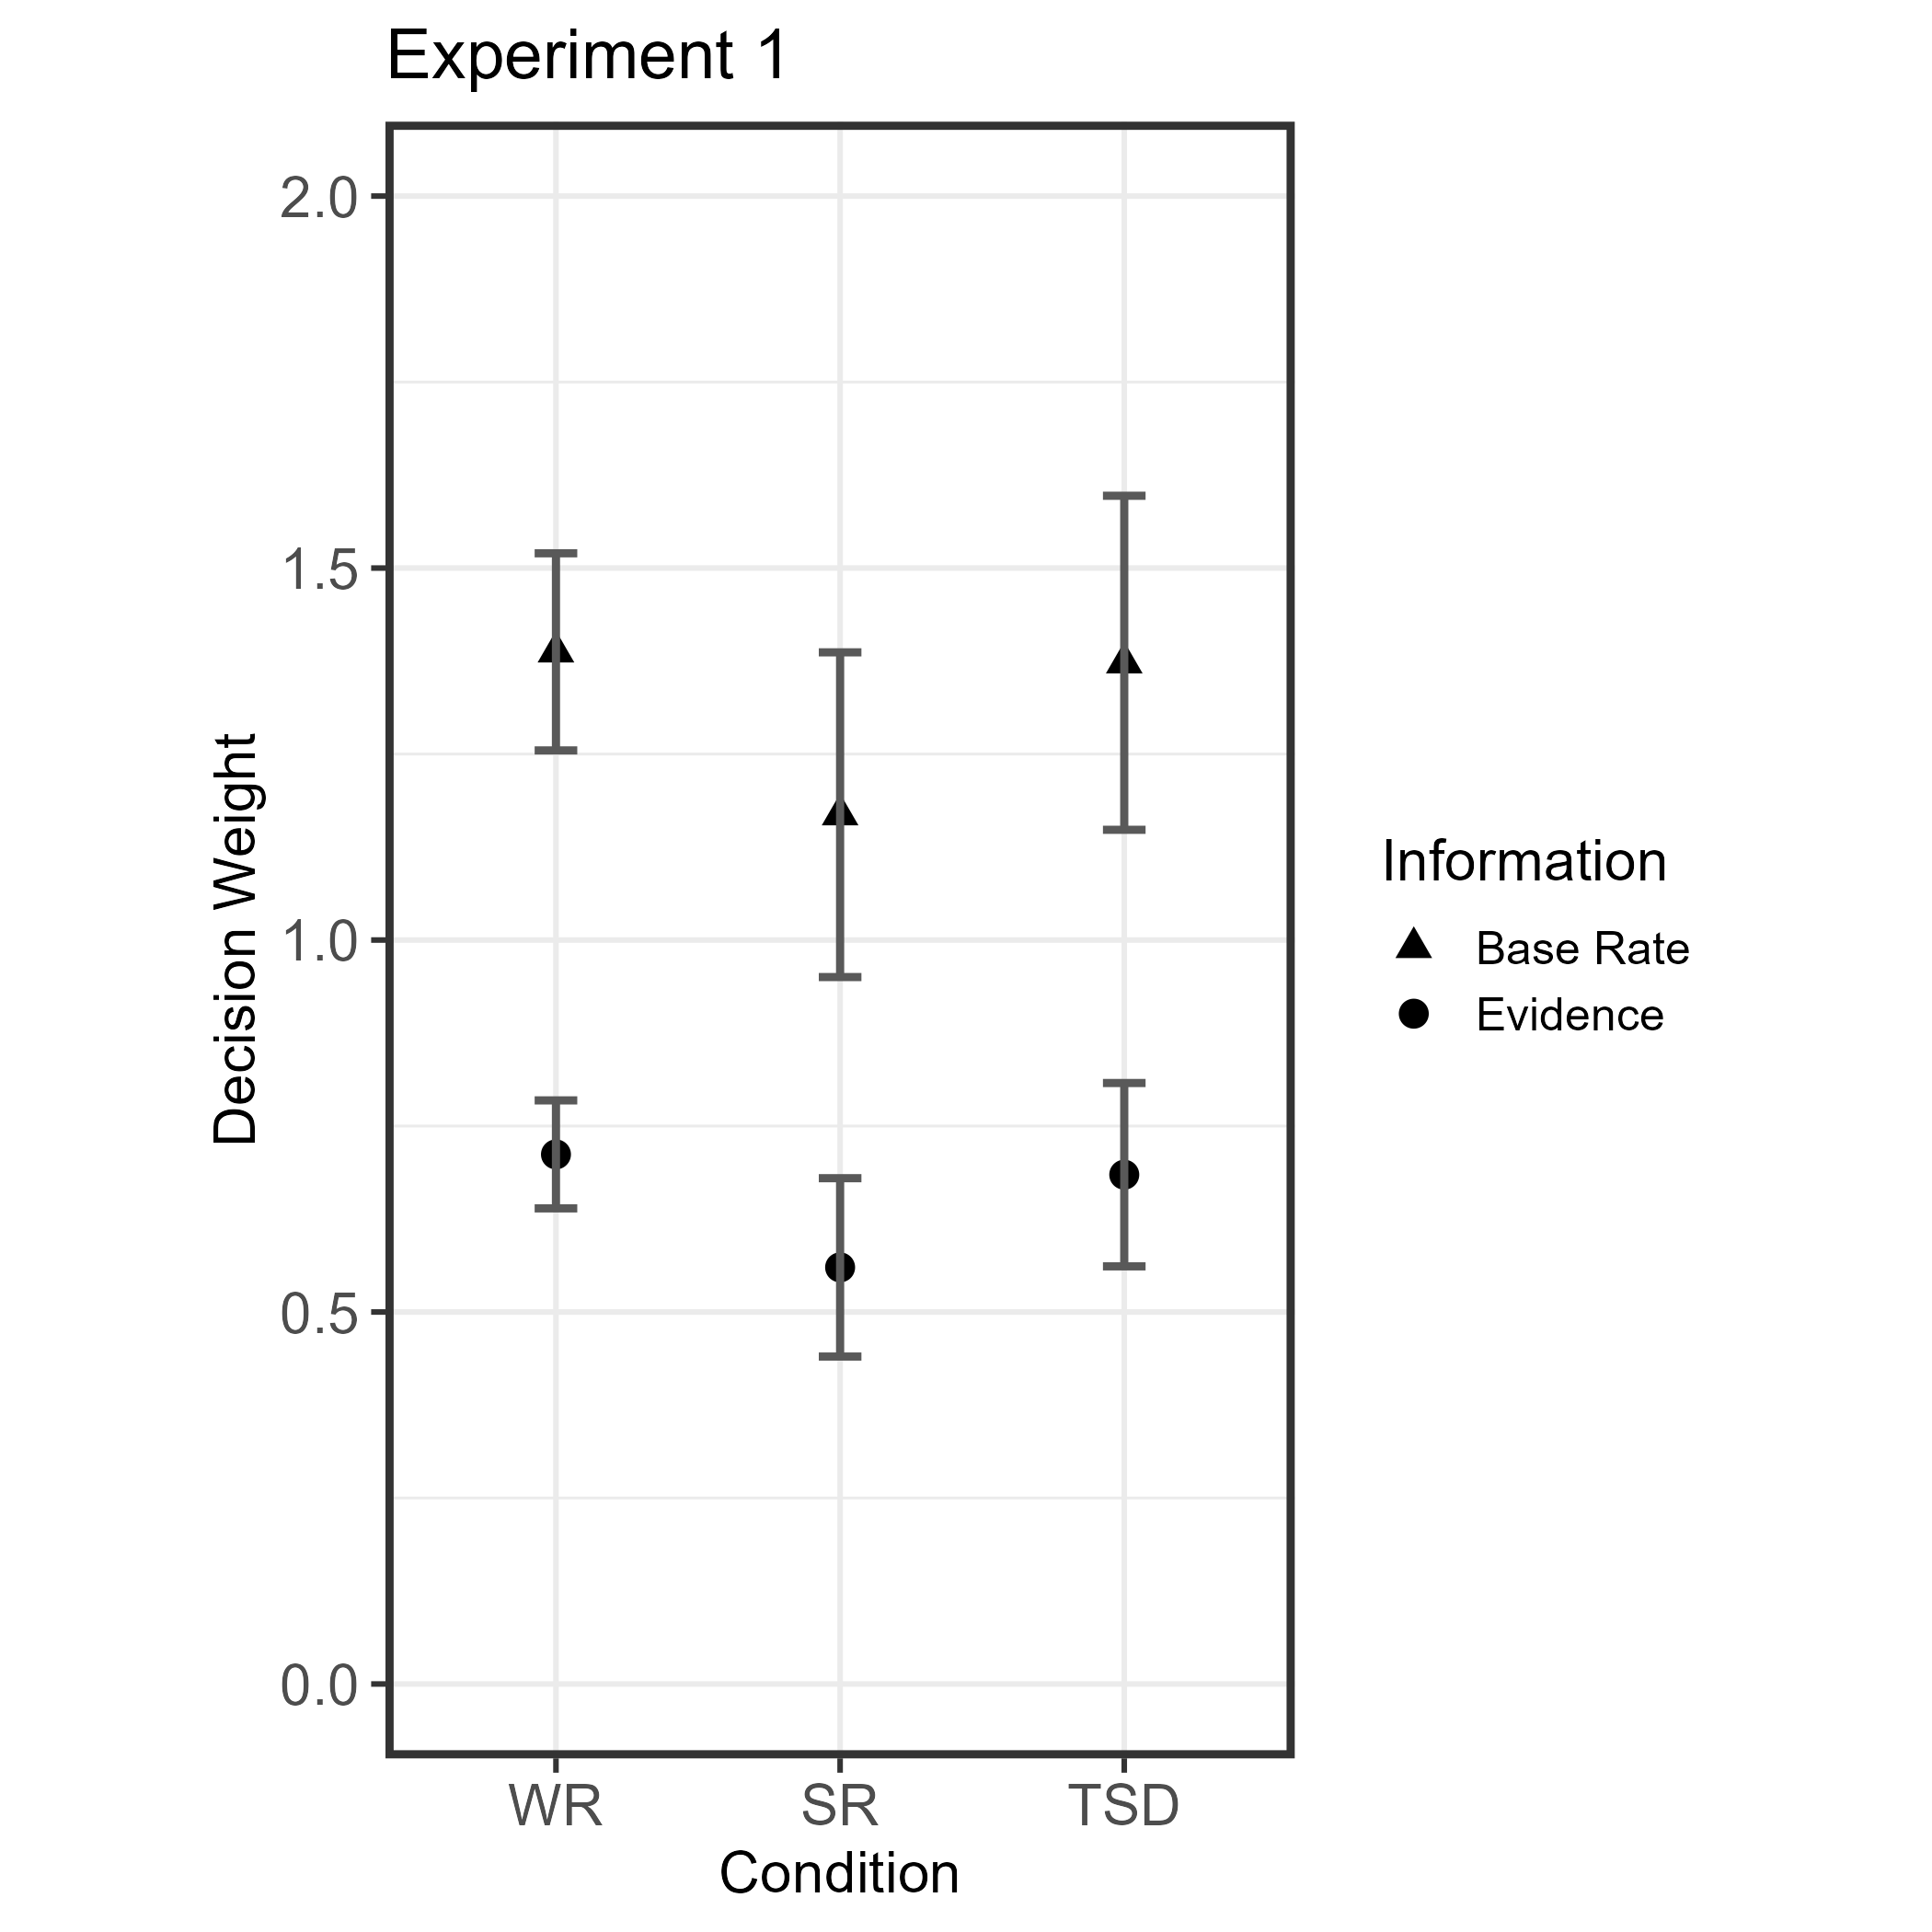 Experiment 1
Decision Weight
2.0
1.5
1.0
0.5
0.0
WR SR TSD
Condition
Information
Base Rate
Evidence